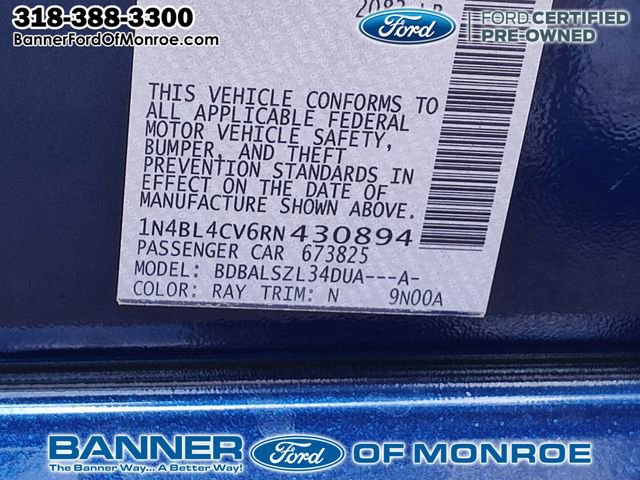 318-388-3300
BannerFordOfMonroe.com
Ford
FORD CERTIFIED
PRE-OWNED
THIS VEHICLE CONFORMS TO
ALL APPLICABLE FEDERAL
MOTOR VEHICLE SAFETY,
BUMPER, AND THEFT
PREVENTION STANDARDS IN
EFFECT ON THE DATE OF
MANUFACTURE SHOWN ABOVE.
1N4BL4CV6RN430894
PASSENGER CAR 673825
MODEL: BDBALSZL34DUA---A-
COLOR: RAY TRIM: N 9N00A
BANNER Ford OF MONROE
The Banner Way... A Better Way!